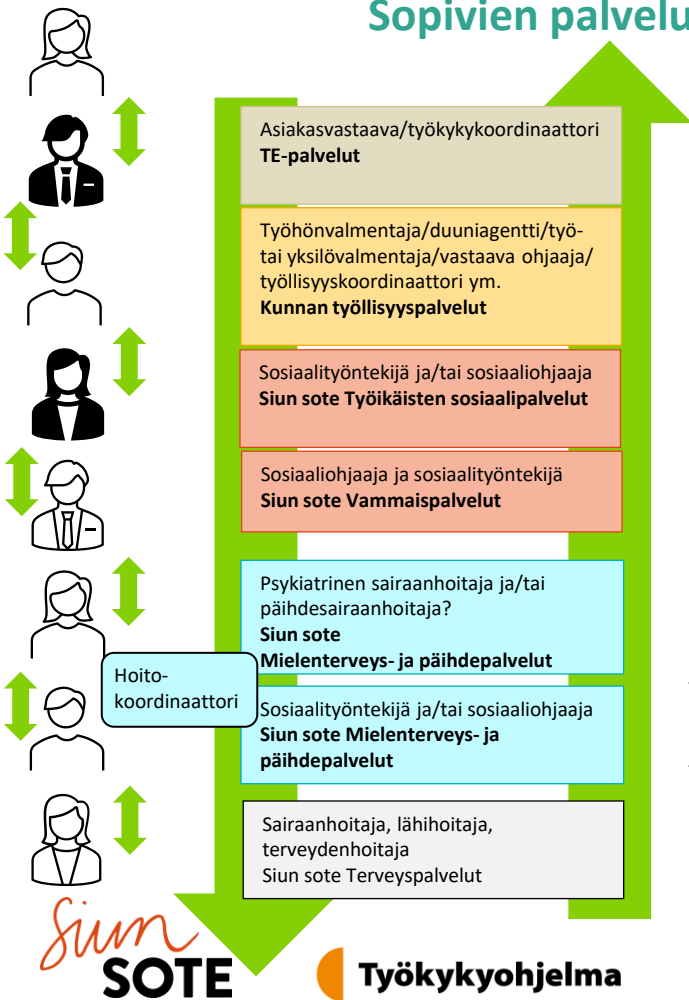 Sopivien palvelu
Asiakasvastaava/työkykykoordinaattori
TE-palvelut
Työhönvalmentaja/duuniagentti/työ-
tai yksilövalmentaja/vastaava ohjaaja/
työllisyyskoordinaattori ym.
Kunnan työllisyyspalvelut
Sosiaalityöntekijä ja/tai sosiaaliohjaaja
Siun sote Työikäisten sosiaalipalvelut
Sosiaaliohjaaja ja sosiaalityöntekijä
Siun sote Vammaispalvelut
Psykiatrinen sairaanhoitaja ja/tai
päihdesairaanhoitaja?
Siun sote
Mielenterveys- ja päihdepalvelut
Hoito-
koordinaattori
Sosiaalityöntekijä ja/tai sosiaaliohjaaja
Siun sote Mielenterveys- ja
päihdepalvelut
Sairaanhoitaja, lähihoitaja,
terveydenhoitaja
Siun sote Terveyspalvelut
Siun
SOTE
Työkykyohjelma